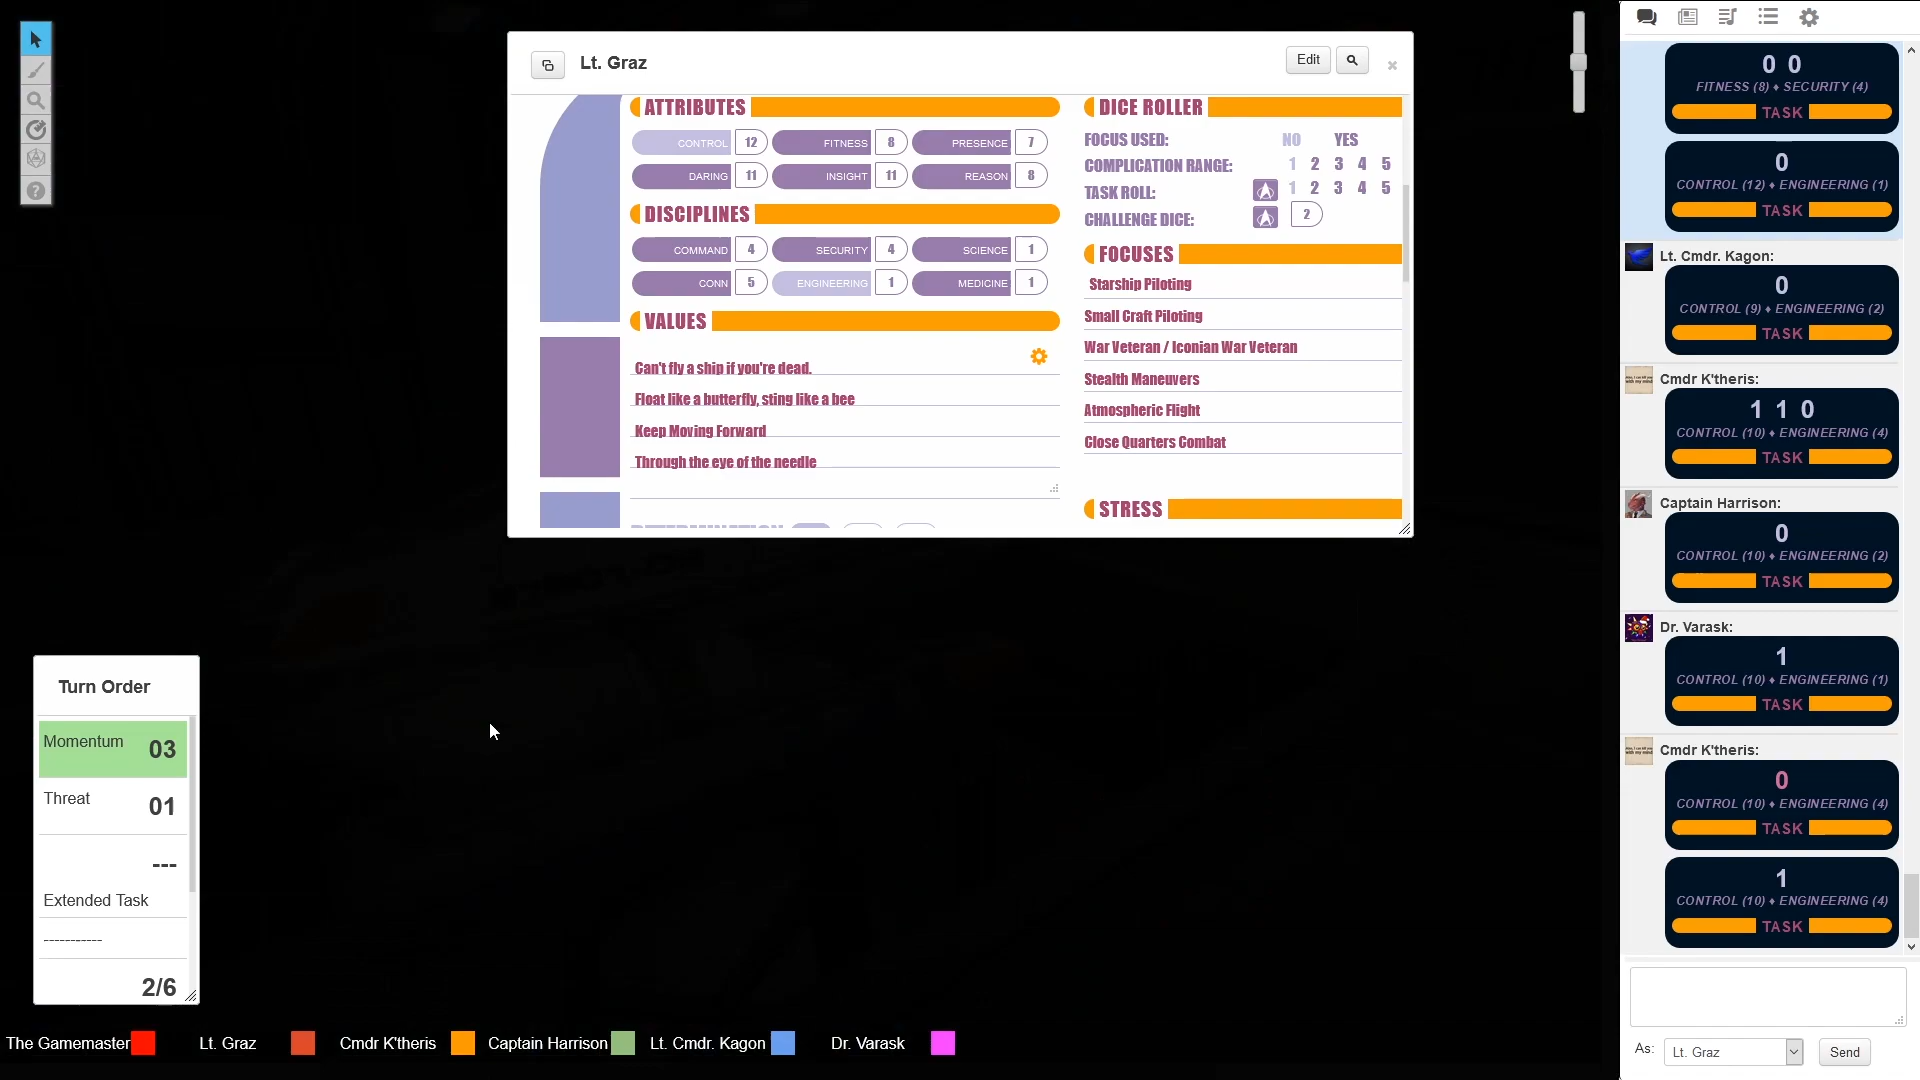 Lt. Graz
Edit
ATTRIBUTES
CONTROL 12 FITNESS 8 PRESENCE 7
DARING 11 INSIGHT 11 REASON 8
DISCIPLINES
COMMAND 4 SECURITY 4 SCIENCE 1
CONN 5 ENGINEERING 1 MEDICINE 1
VALUES
Can't fly a ship if you're dead.
Float like a butterfly, sting like a bee
Keep Moving Forward
Through the eye of the needle
DICE ROLLER
FOCUS USED: NO YES
COMPLICATION RANGE: 1 2 3 4 5
TASK ROLL: 1 2 3 4 5
CHALLENGE DICE: 2
FOCUSES
Starship Piloting
Small Craft Piloting
War Veteran / Iconian War Veteran
Stealth Maneuvers
Atmospheric Flight
Close Quarters Combat
STRESS
Turn Order
Momentum 03
Threat 01
---
Extended Task
-----------
2/6
The Gamemaster
Lt. Graz
Cmdr K'theris
Captain Harrison
Lt. Cmdr. Kagon
Dr. Varask
0 0
FITNESS (8) ♦ SECURITY (4)
TASK
0
CONTROL (12) ♦ ENGINEERING (1)
TASK
Lt. Cmdr. Kagon:
0
CONTROL (9) ♦ ENGINEERING (2)
TASK
Cmdr K'theris:
1 1 0
CONTROL (10) ♦ ENGINEERING (4)
TASK
Captain Harrison:
0
CONTROL (10) ♦ ENGINEERING (2)
TASK
Dr. Varask:
1
CONTROL (10) ♦ ENGINEERING (1)
TASK
Cmdr K'theris:
0
CONTROL (10) ♦ ENGINEERING (4)
TASK
1
CONTROL (10) ♦ ENGINEERING (4)
TASK
As: Lt. Graz
Send